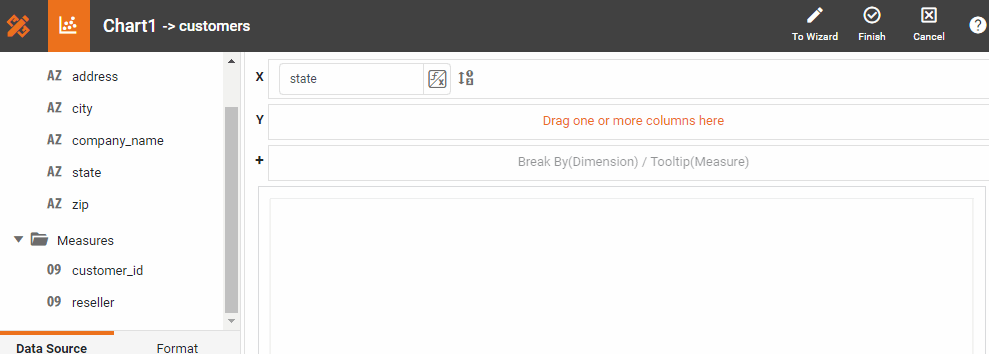 Chart1 -> customers
To Wizard
Finish
Cancel
?
AZ address
AZ city
AZ company_name
AZ state
AZ zip
Measures
09 customer_id
09 reseller
Data Source
Format
X
state
f/x
Y
Drag one or more columns here
+
Break By(Dimension) / Tooltip(Measure)